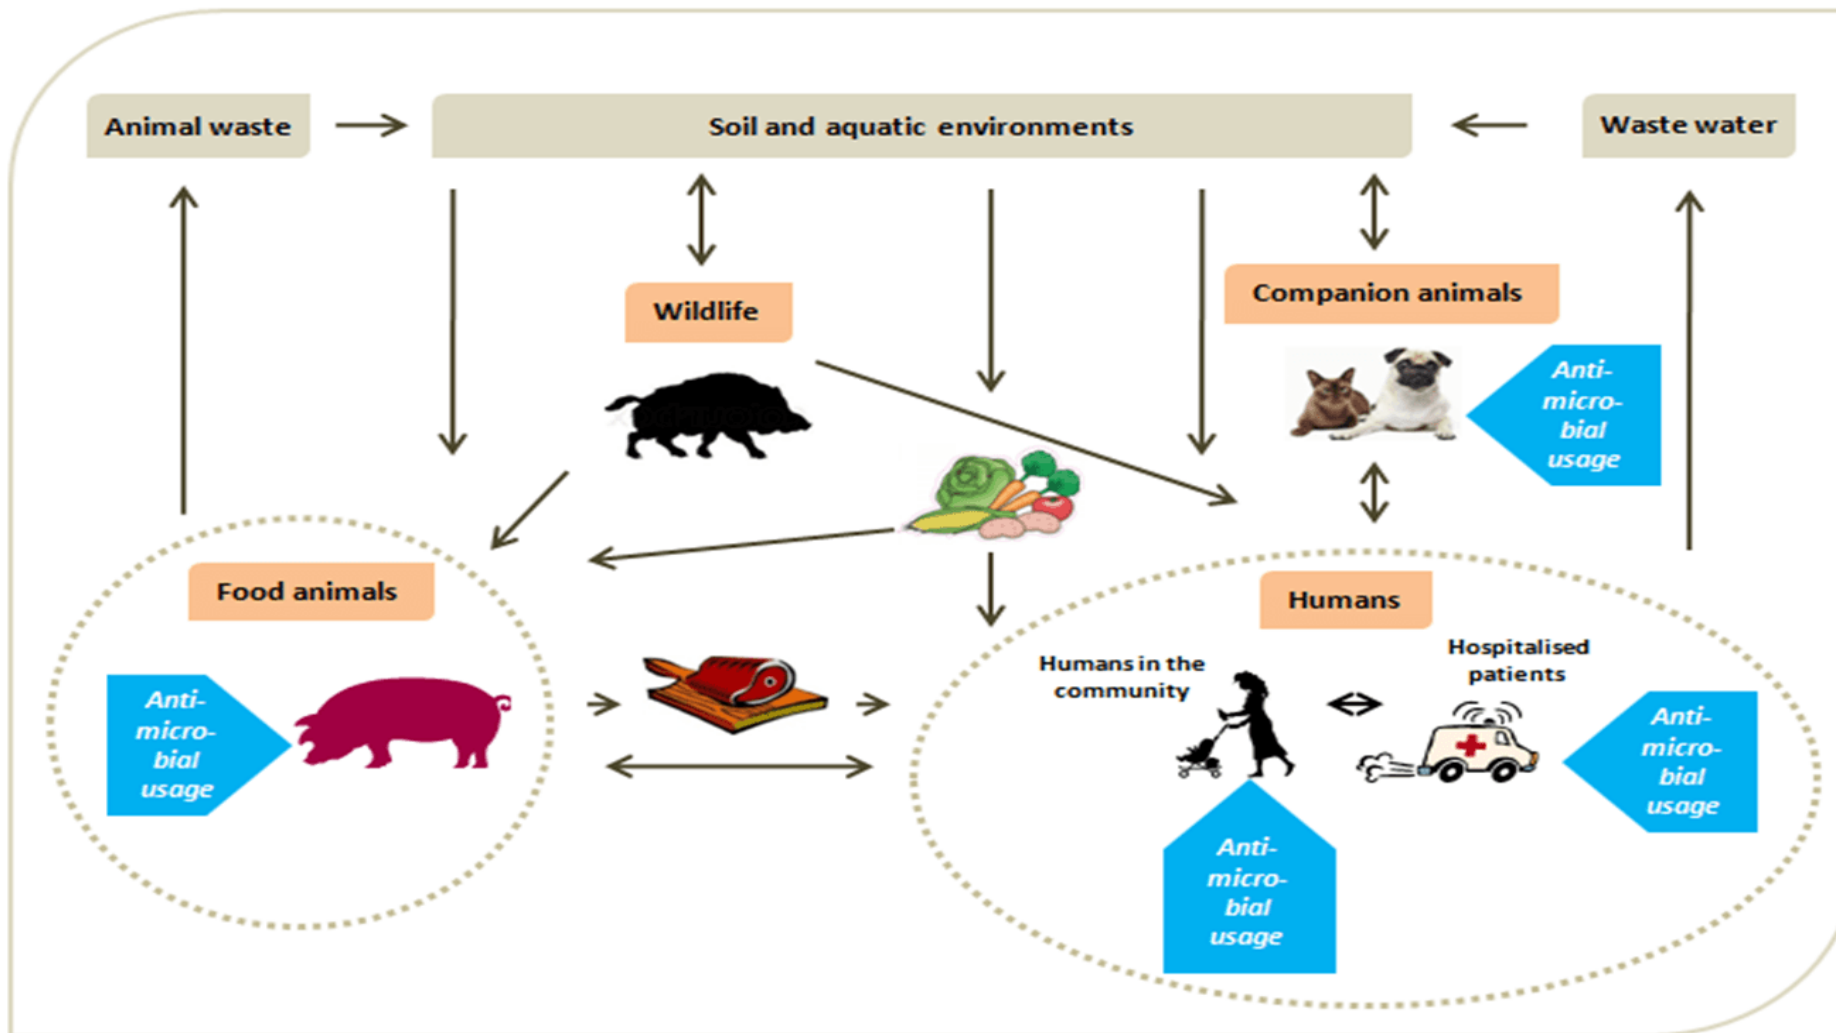 Animal waste
Soil and aquatic environments
Waste water
Wildlife
Companion animals
Anti-
micro-
bial
usage
Food animals
Anti-
micro-
bial
usage
Humans
Humans in the
community
Hospitalised
patients
Anti-
micro-
bial
usage
Anti-
micro-
bial
usage